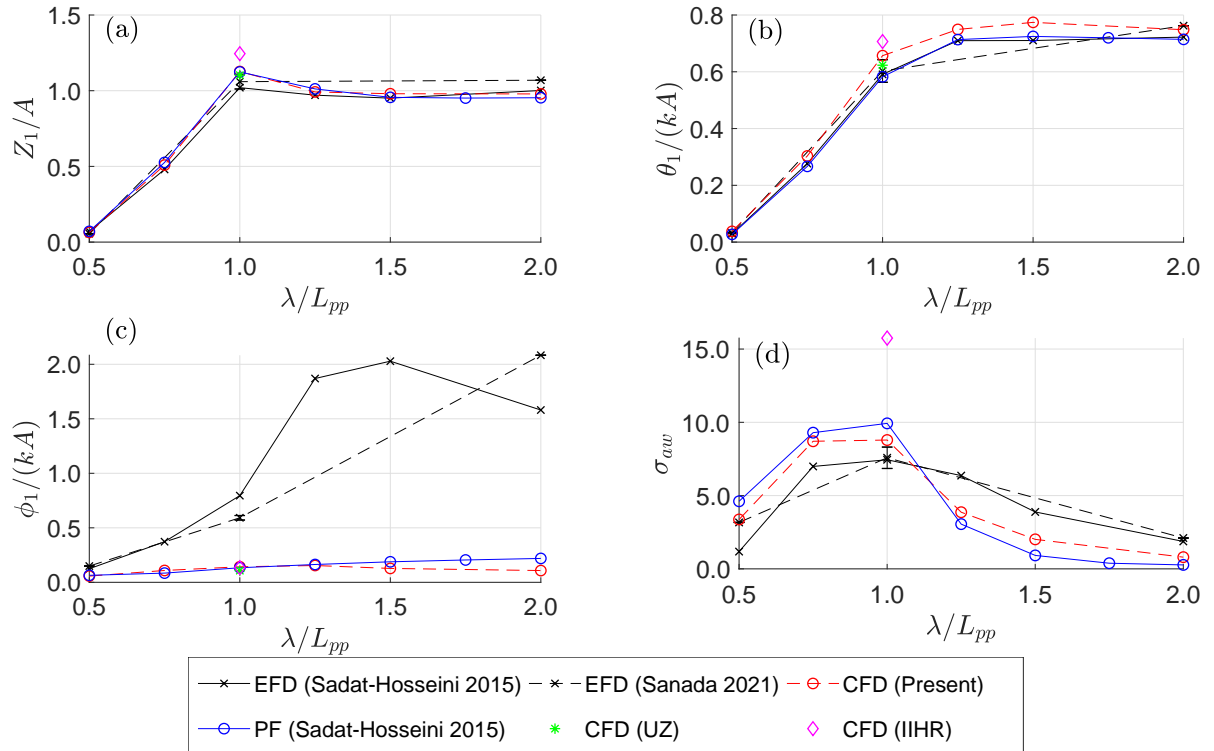 (a)
1.5
1.0
0.5
0.0
Z1/A
0.5 1.0 1.5 2.0
λ/Lpp
(b)
0.8
0.6
0.4
0.2
0.0
θ1/(kA)
0.5 1.0 1.5 2.0
λ/Lpp
(c)
2.0
1.5
1.0
0.5
0.0
ϕ1/(kA)
0.5 1.0 1.5 2.0
λ/Lpp
(d)
15.0
10.0
5.0
0.0
σaw
0.5 1.0 1.5 2.0
λ/Lpp
EFD (Sadat-Hosseini 2015) EFD (Sanada 2021) CFD (Present)
PF (Sadat-Hosseini 2015) CFD (UZ) CFD (IIHR)